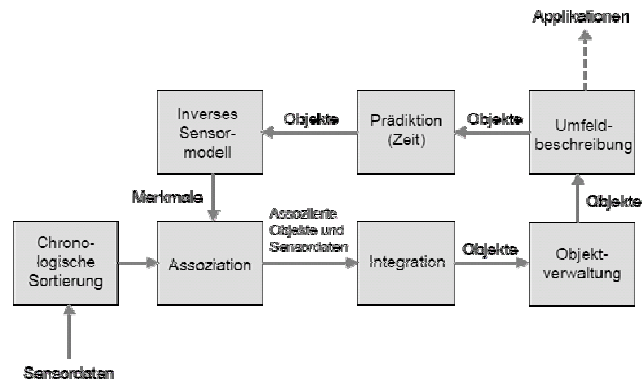 Applikationen
Inverses
Sensor-
modell
Objekte
Prädiktion
(Zeit)
Objekte
Umfeld-
beschreibung
Merkmale
Objekte
Chrono-
logische
Sortierung
Assoziation
Assoziierte
Objekte und
Sensordaten
Integration
Objekte
Objekt-
verwaltung
Sensordaten